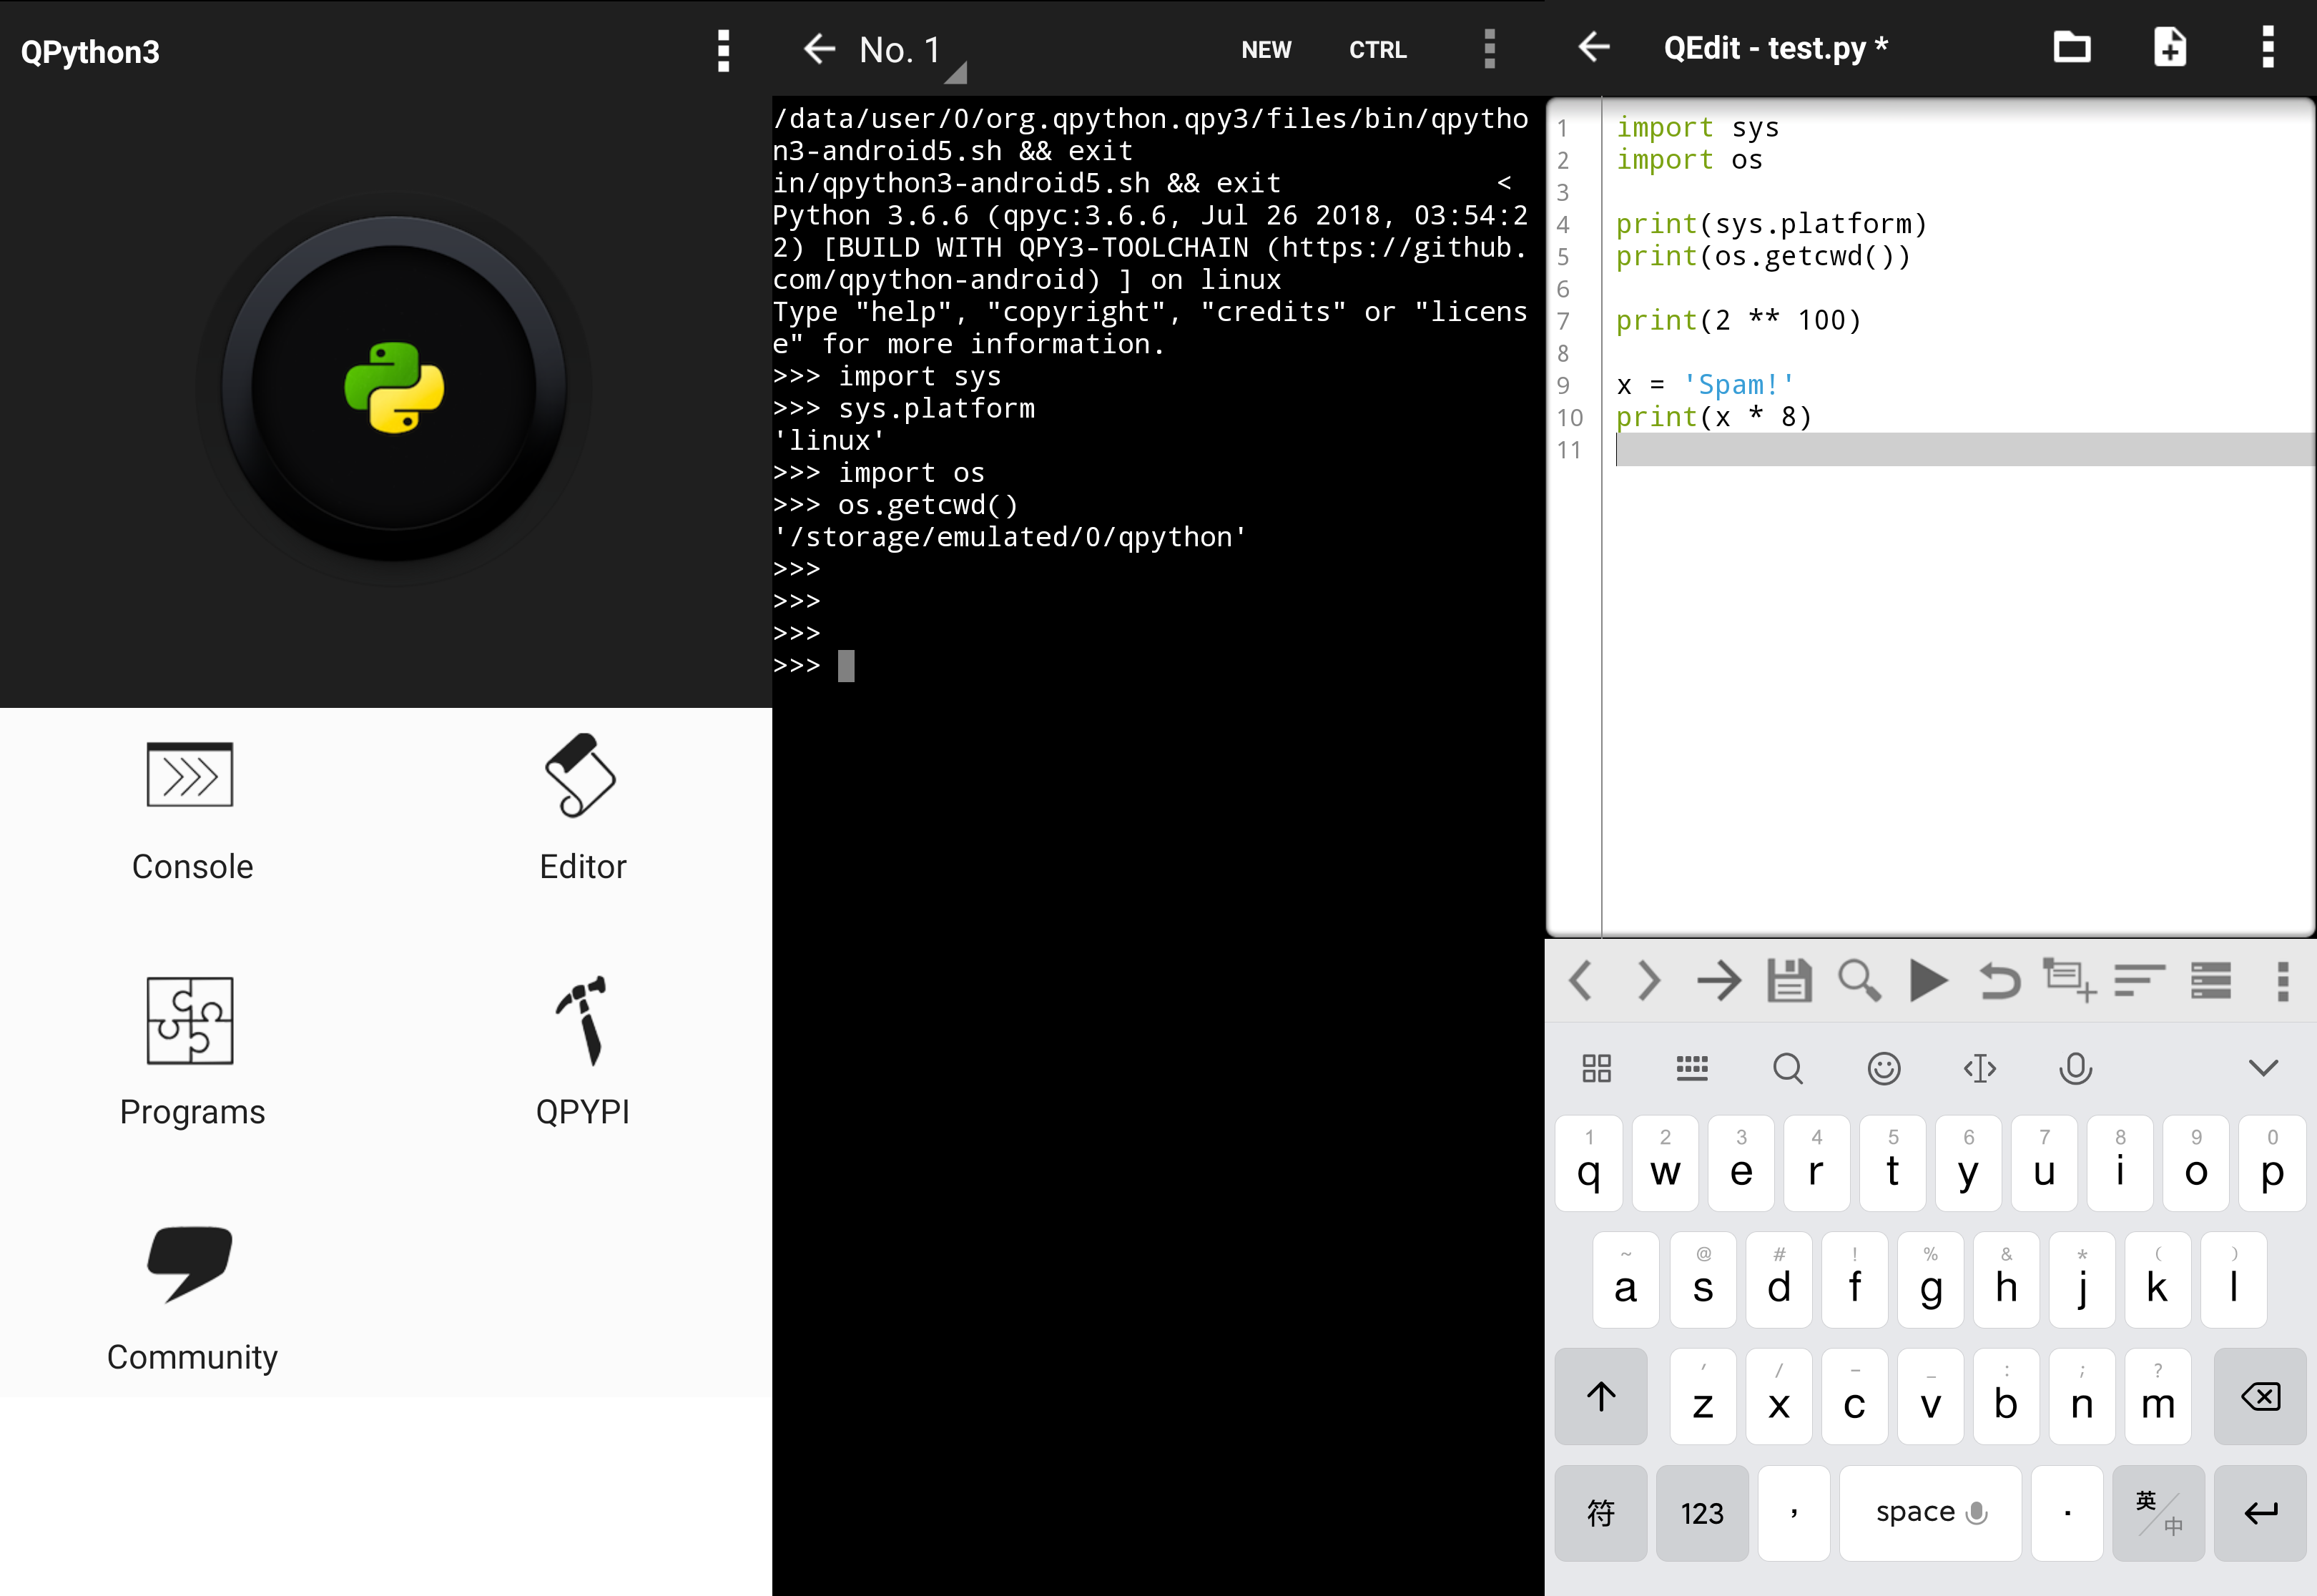 QPython3
Console
Editor
Programs
QPYPI
Community
No. 1
NEW
CTRL
/data/user/0/org.qpython.qpy3/files/bin/qpytho
n3-android5.sh && exit
in/qpython3-android5.sh && exit             <
Python 3.6.6 (qpyc:3.6.6, Jul 26 2018, 03:54:2
2) [BUILD WITH QPY3-TOOLCHAIN (https://github.
com/qpython-android) ] on linux
Type "help", "copyright", "credits" or "licens
e" for more information.
>>> import sys
>>> sys.platform
'linux'
>>> import os
>>> os.getcwd()
'/storage/emulated/0/qpython'
>>>
>>>
>>>
>>>
QEdit - test.py *
1 import sys
2 import os
3
4 print(sys.platform)
5 print(os.getcwd())
6
7 print(2 ** 100)
8
9 x = 'Spam!'
10 print(x * 8)
11
1 2 3 4 5 6 7 8 9 0
q w e r t y u i o p
~ @ # ! % & * ( )
a s d f g h j k l
' / - _ : ; ?
z x c v b n m
符 123 , space . 英/中